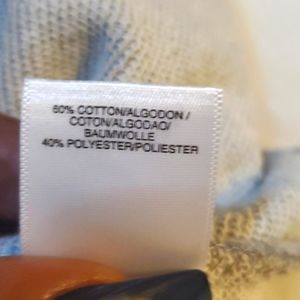 60% COTTON/ALGODON /
COTON/ALGODAO/
BAUMWOLLE
40% POLYESTER/POLIESTER